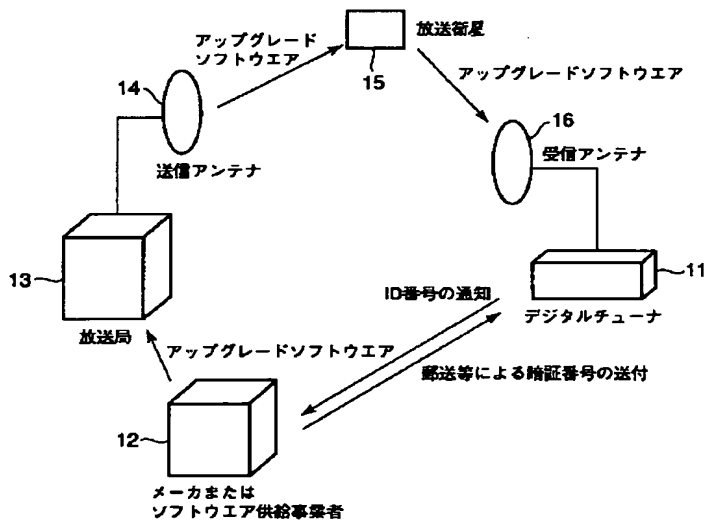 放送衛星
15
アップグレード
ソフトウエア
アップグレードソフトウエア
14
送信アンテナ
16
受信アンテナ
13
放送局
11
デジタルチューナ
ID番号の通知
アップグレードソフトウエア
郵送等による暗証番号の送付
12
メーカまたは
ソフトウエア供給事業者